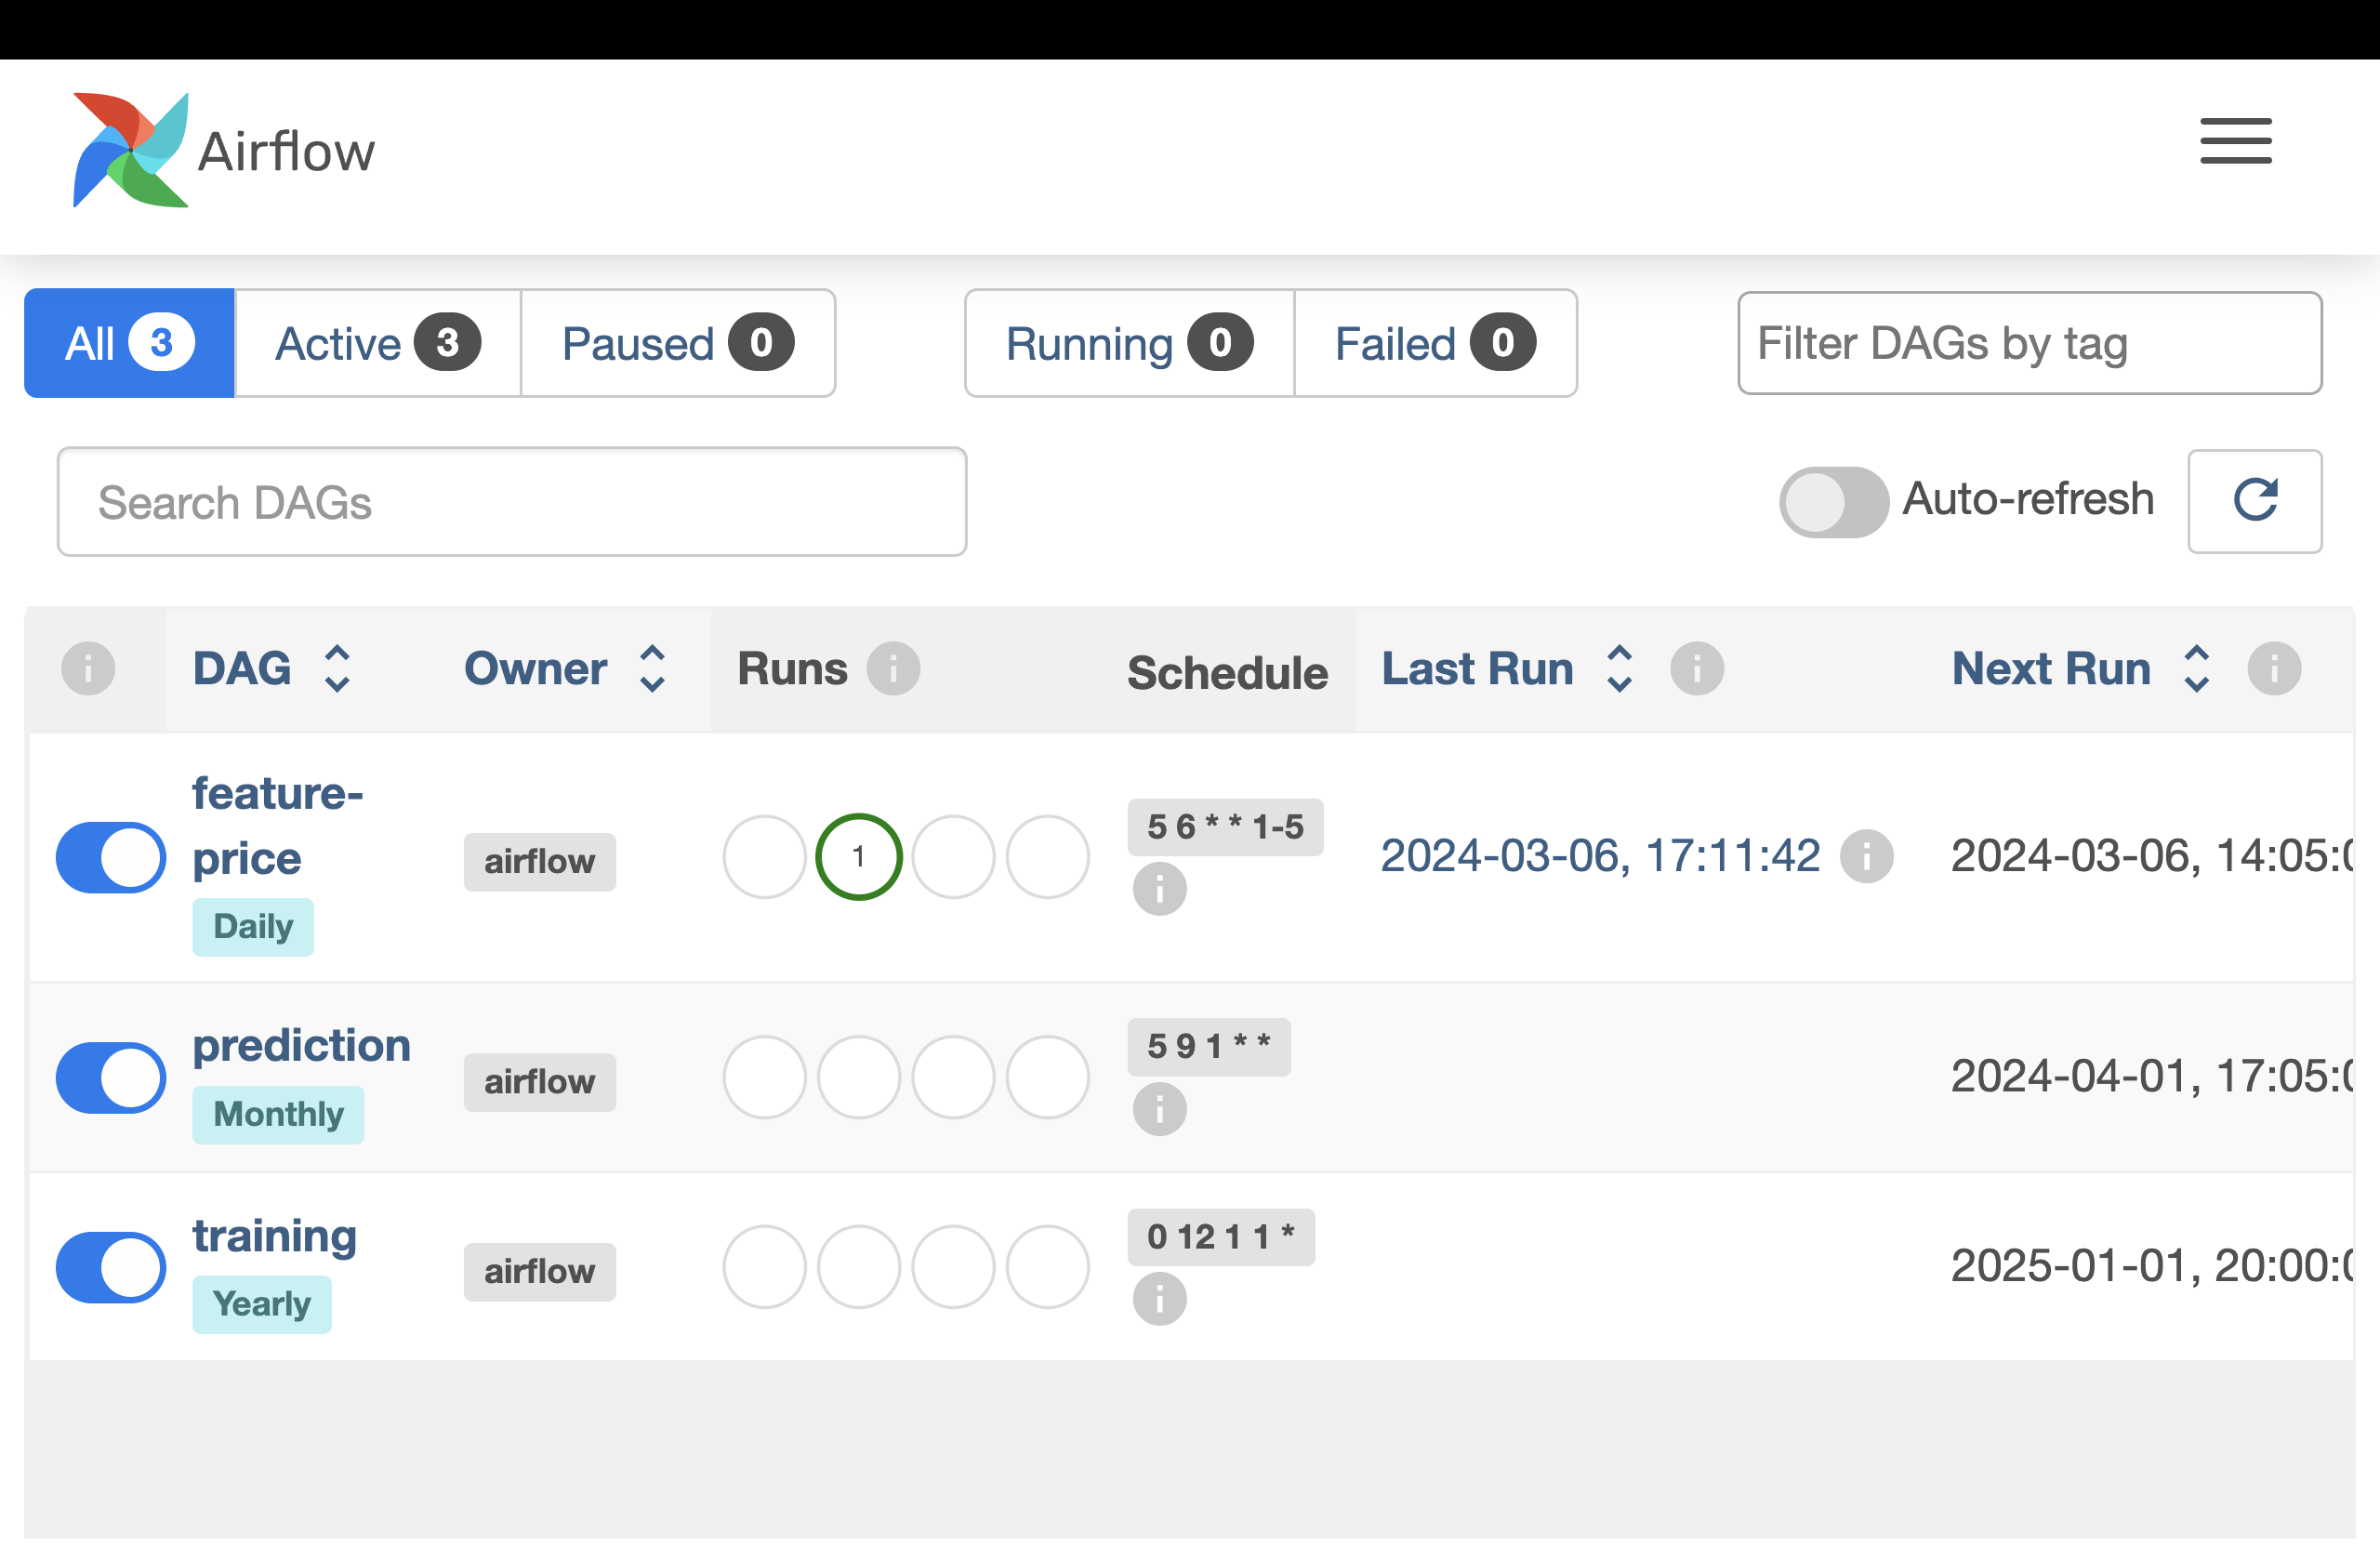 Airflow
All 3 Active 3 Paused 0 Running 0 Failed 0 Filter DAGs by tag
Search DAGs Auto-refresh
DAG Owner Runs Schedule Last Run Next Run
feature-
price
Daily
airflow
1
5 6 * * 1-5
2024-03-06, 17:11:42
2024-03-06, 14:05:0
prediction
Monthly
airflow
5 9 1 * *
2024-04-01, 17:05:0
training
Yearly
airflow
0 12 1 1 *
2025-01-01, 20:00:0